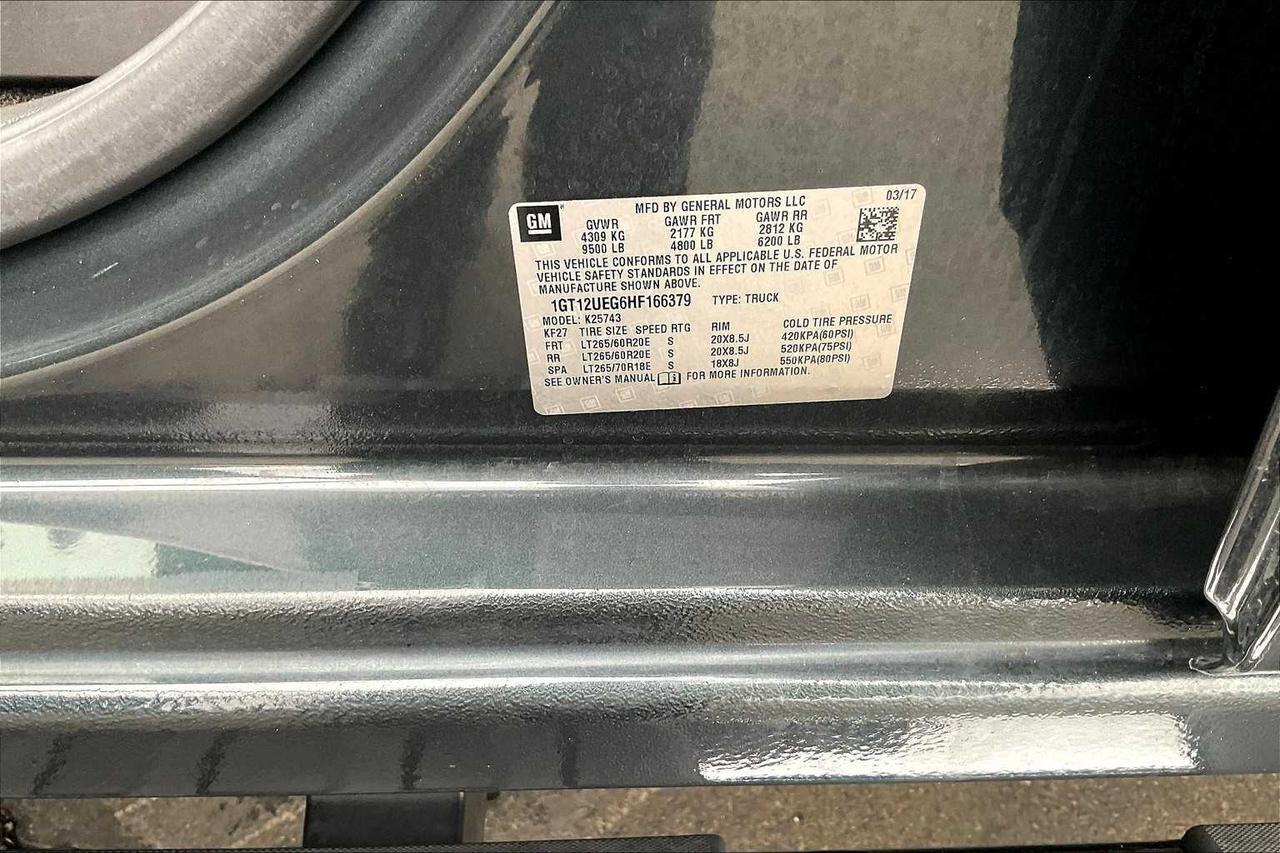 GM
MFD BY GENERAL MOTORS LLC 03/17
GVWR GAWR FRT GAWR RR
4309 KG 2177 KG 2812 KG
9500 LB 4800 LB 6200 LB
THIS VEHICLE CONFORMS TO ALL APPLICABLE U.S. FEDERAL MOTOR
VEHICLE SAFETY STANDARDS IN EFFECT ON THE DATE OF
MANUFACTURE SHOWN ABOVE.
1GT12UEG6HF166379 TYPE: TRUCK
MODEL: K25743
KF27 TIRE SIZE SPEED RTG RIM COLD TIRE PRESSURE
FRT LT265/60R20E S 20X8.5J 420KPA(60PSI)
RR LT265/60R20E S 20X8.5J 520KPA(75PSI)
SPA LT265/70R18E S 18X8J 550KPA(80PSI)
SEE OWNER'S MANUAL FOR MORE INFORMATION.